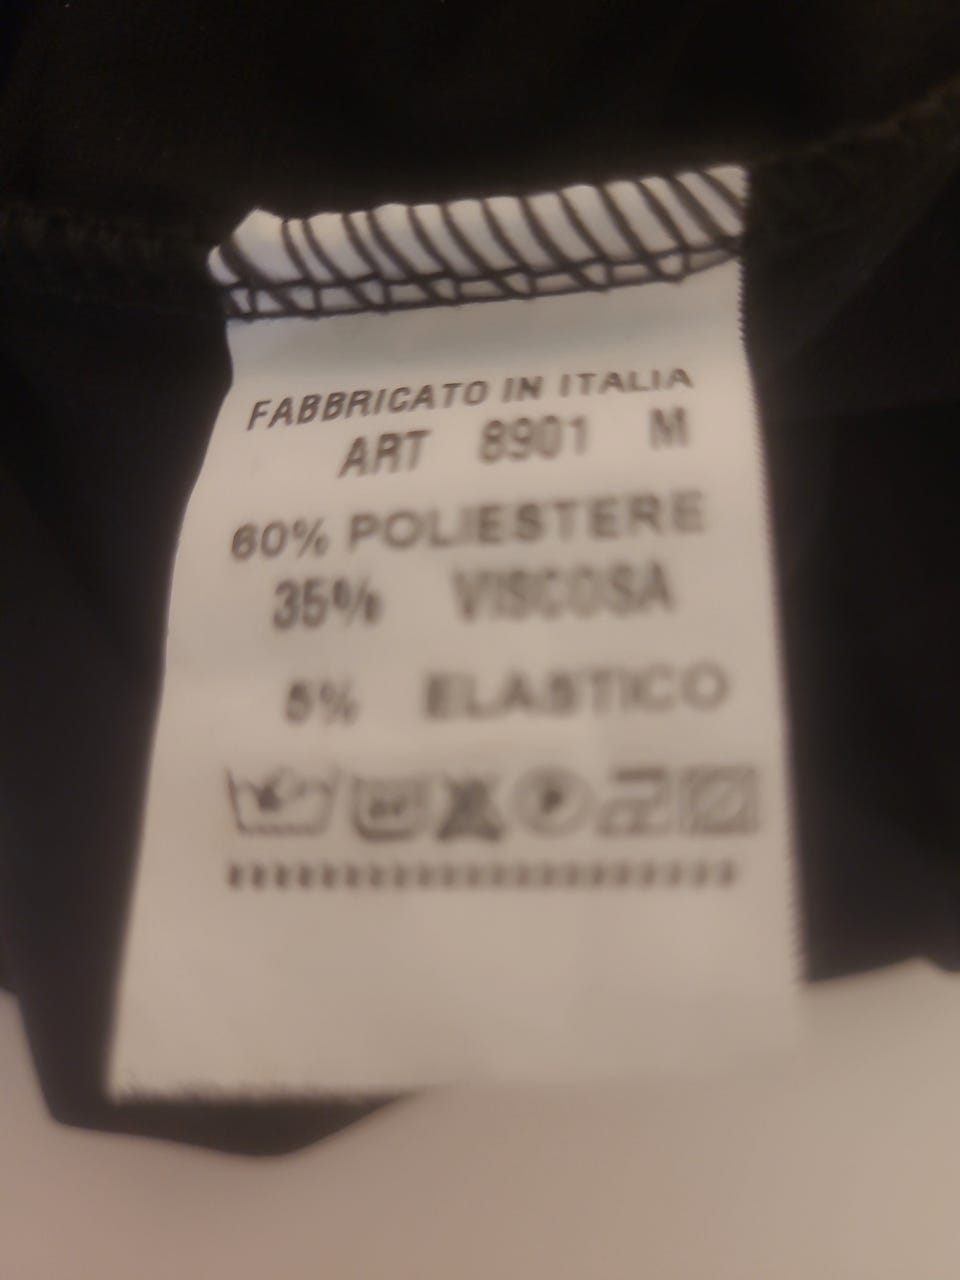 FABBRICATO IN ITALIA
ART 8901 M
60% POLIESTERE
35% VISCOSA
5% ELASTICO